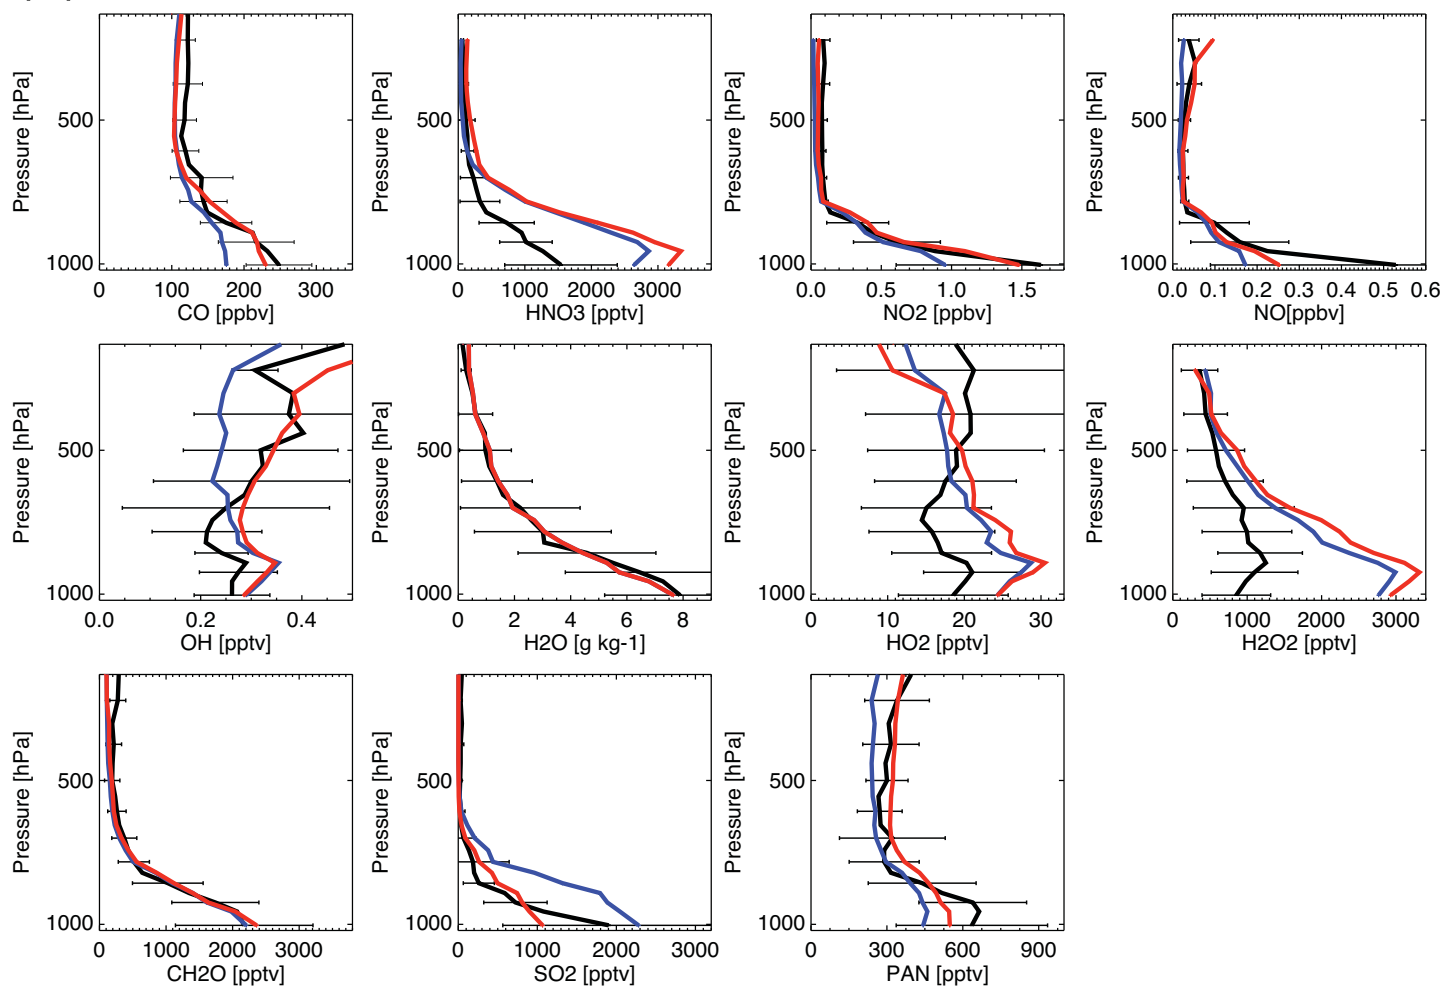 Pressure [hPa]
500
1000
0 100 200 300
CO [ppbv]
Pressure [hPa]
500
1000
0 1000 2000 3000
HNO3 [pptv]
Pressure [hPa]
500
1000
0.0 0.5 1.0 1.5
NO2 [ppbv]
Pressure [hPa]
500
1000
0.0 0.1 0.2 0.3 0.4 0.5 0.6
NO[ppbv]
Pressure [hPa]
500
1000
0.0 0.2 0.4
OH [pptv]
Pressure [hPa]
500
1000
0 2 4 6 8
H2O [g kg-1]
Pressure [hPa]
500
1000
0 10 20 30
HO2 [pptv]
Pressure [hPa]
500
1000
0 1000 2000 3000
H2O2 [pptv]
Pressure [hPa]
500
1000
0 1000 2000 3000
CH2O [pptv]
Pressure [hPa]
500
1000
0 1000 2000 3000
SO2 [pptv]
Pressure [hPa]
500
1000
0 300 600 900
PAN [pptv]